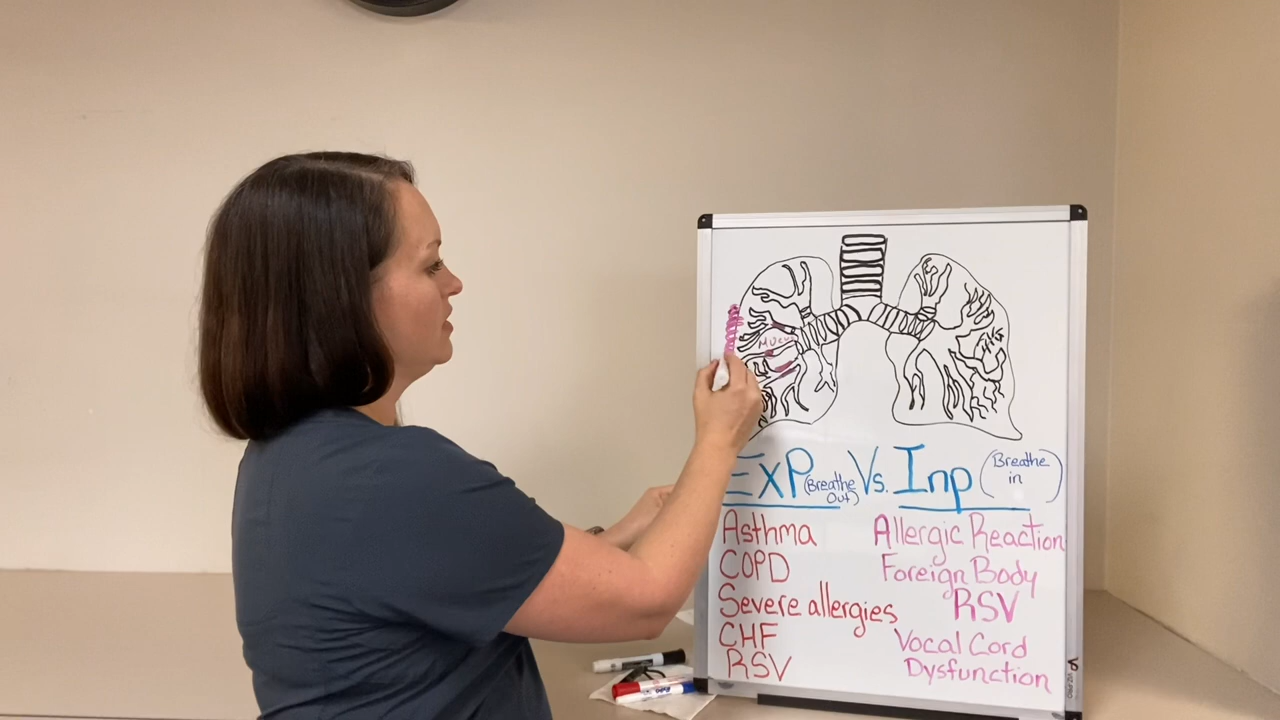 Mucus
Exp (Breathe Out) Vs. Inp (Breathe in)
Asthma
COPD
Severe allergies
CHF
RSV
Allergic Reaction
Foreign Body
RSV
Vocal Cord
Dysfunction